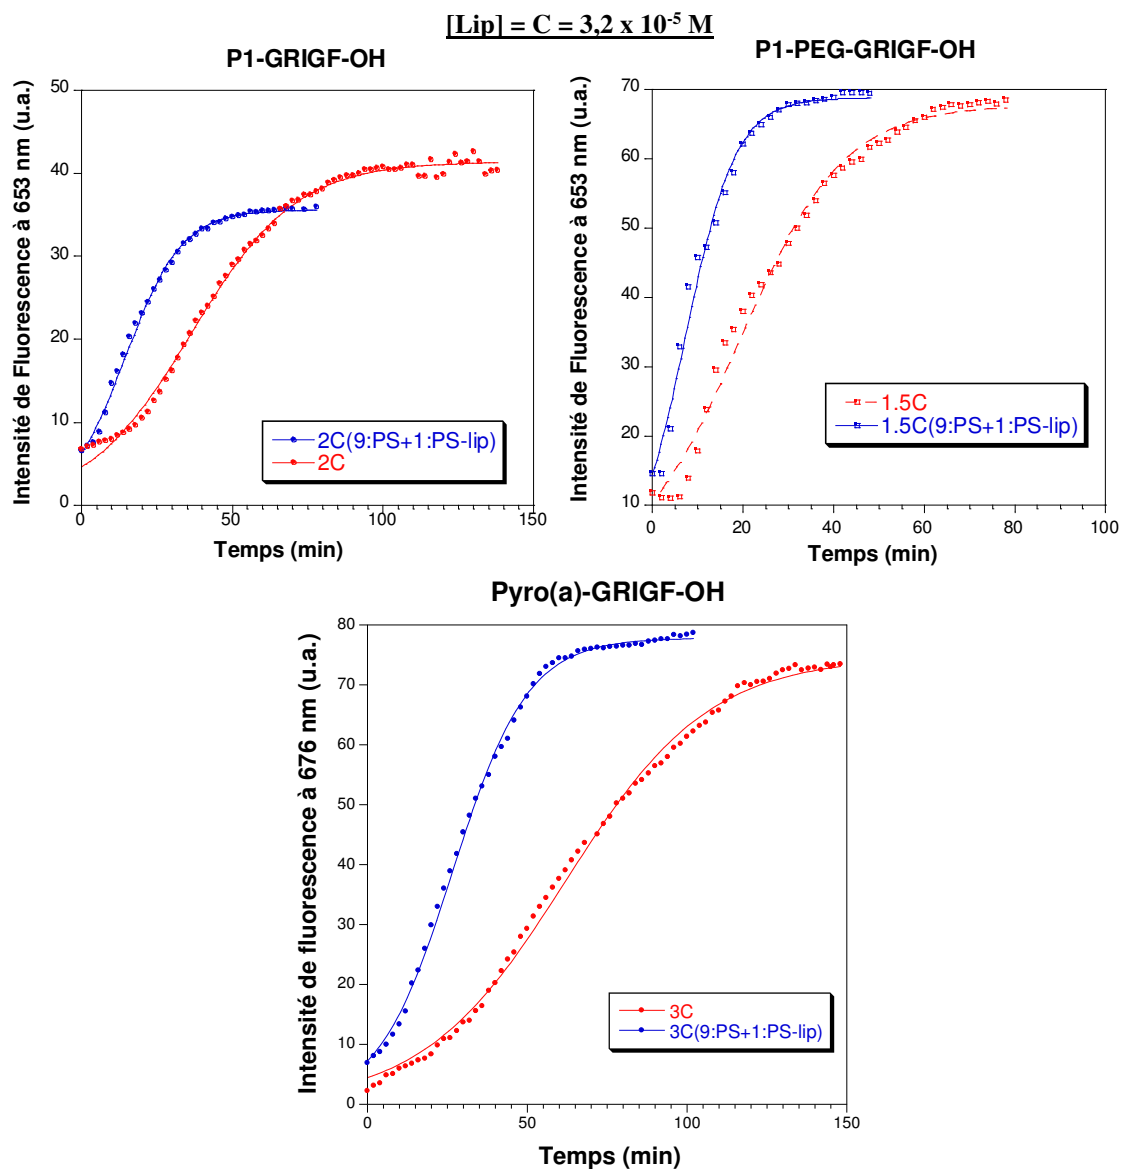 [Lip] = C = 3,2 x 10⁻⁵ M
P1-GRIGF-OH
Intensité de Fluorescence à 653 nm (u.a.)
50
40
30
20
10
0
2C(9:PS+1:PS-lip)
2C
0
50
100
150
Temps (min)
P1-PEG-GRIGF-OH
Intensité de Fluorescence à 653 nm (u.a.)
70
60
50
40
30
20
10
1.5C
1.5C(9:PS+1:PS-lip)
0
20
40
60
80
100
Temps (min)
Pyro(a)-GRIGF-OH
Intensité de fluorescence à 676 nm (u.a.)
80
70
60
50
40
30
20
10
0
3C
3C(9:PS+1:PS-lip)
0
50
100
150
Temps (min)